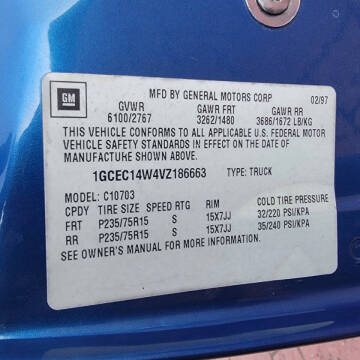 GM
MFD BY GENERAL MOTORS CORP 02/97
GVWR GAWR FRT GAWR RR
6100/2767 3262/1480 3686/1672 LB/KG
THIS VEHICLE CONFORMS TO ALL APPLICABLE U.S. FEDERAL MOTOR
VEHICLE SAFETY STANDARDS IN EFFECT ON THE DATE OF
MANUFACTURE SHOWN ABOVE.
1GCEC14W4VZ186663 TYPE: TRUCK
MODEL: C10703 COLD TIRE PRESSURE
CPDY TIRE SIZE SPEED RTG RIM
FRT P235/75R15 S 15X7JJ 32/220 PSI/KPA
RR P235/75R15 S 15X7JJ 35/240 PSI/KPA
SEE OWNER'S MANUAL FOR MORE INFORMATION.